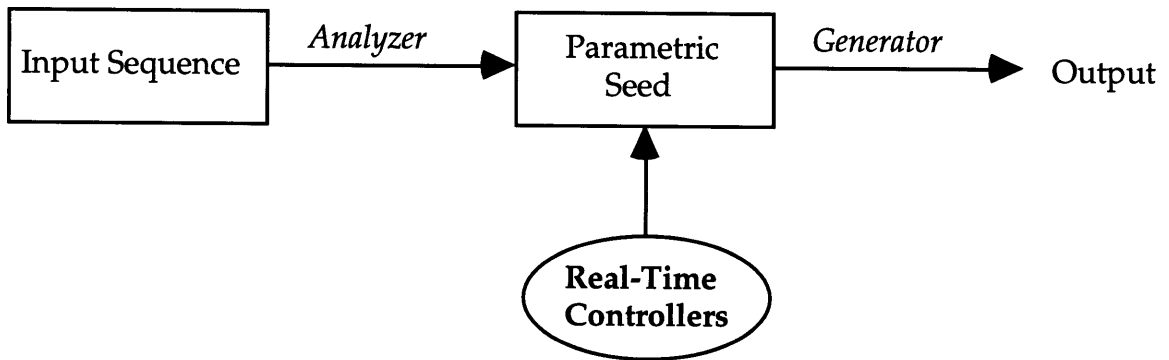 Input Sequence
Analyzer
Parametric
Seed
Generator
Output
Real-Time
Controllers